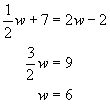 1/2 w + 7 = 2w − 2
3/2 w = 9
w = 6